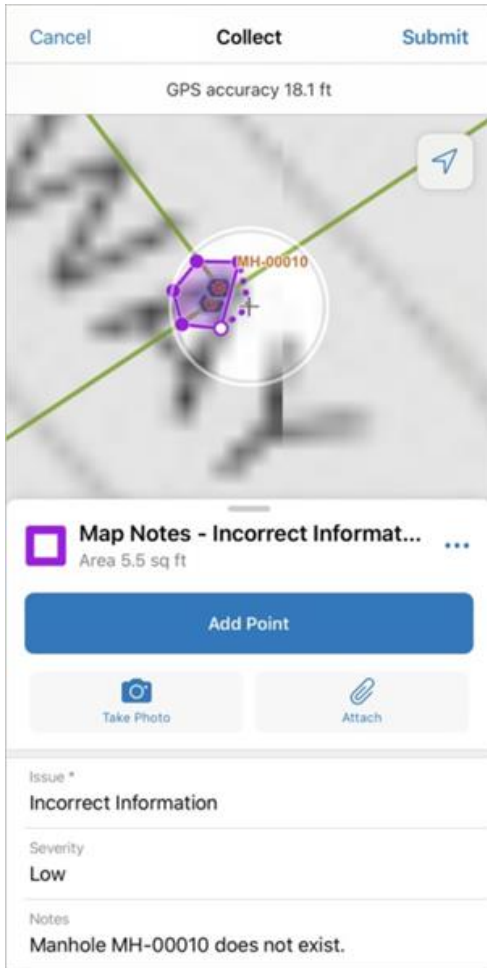 Cancel Collect Submit
GPS accuracy 18.1 ft
MH-00010
Map Notes - Incorrect Informat...
Area 5.5 sq ft
Add Point
Take Photo Attach
Issue *
Incorrect Information
Severity
Low
Notes
Manhole MH-00010 does not exist.